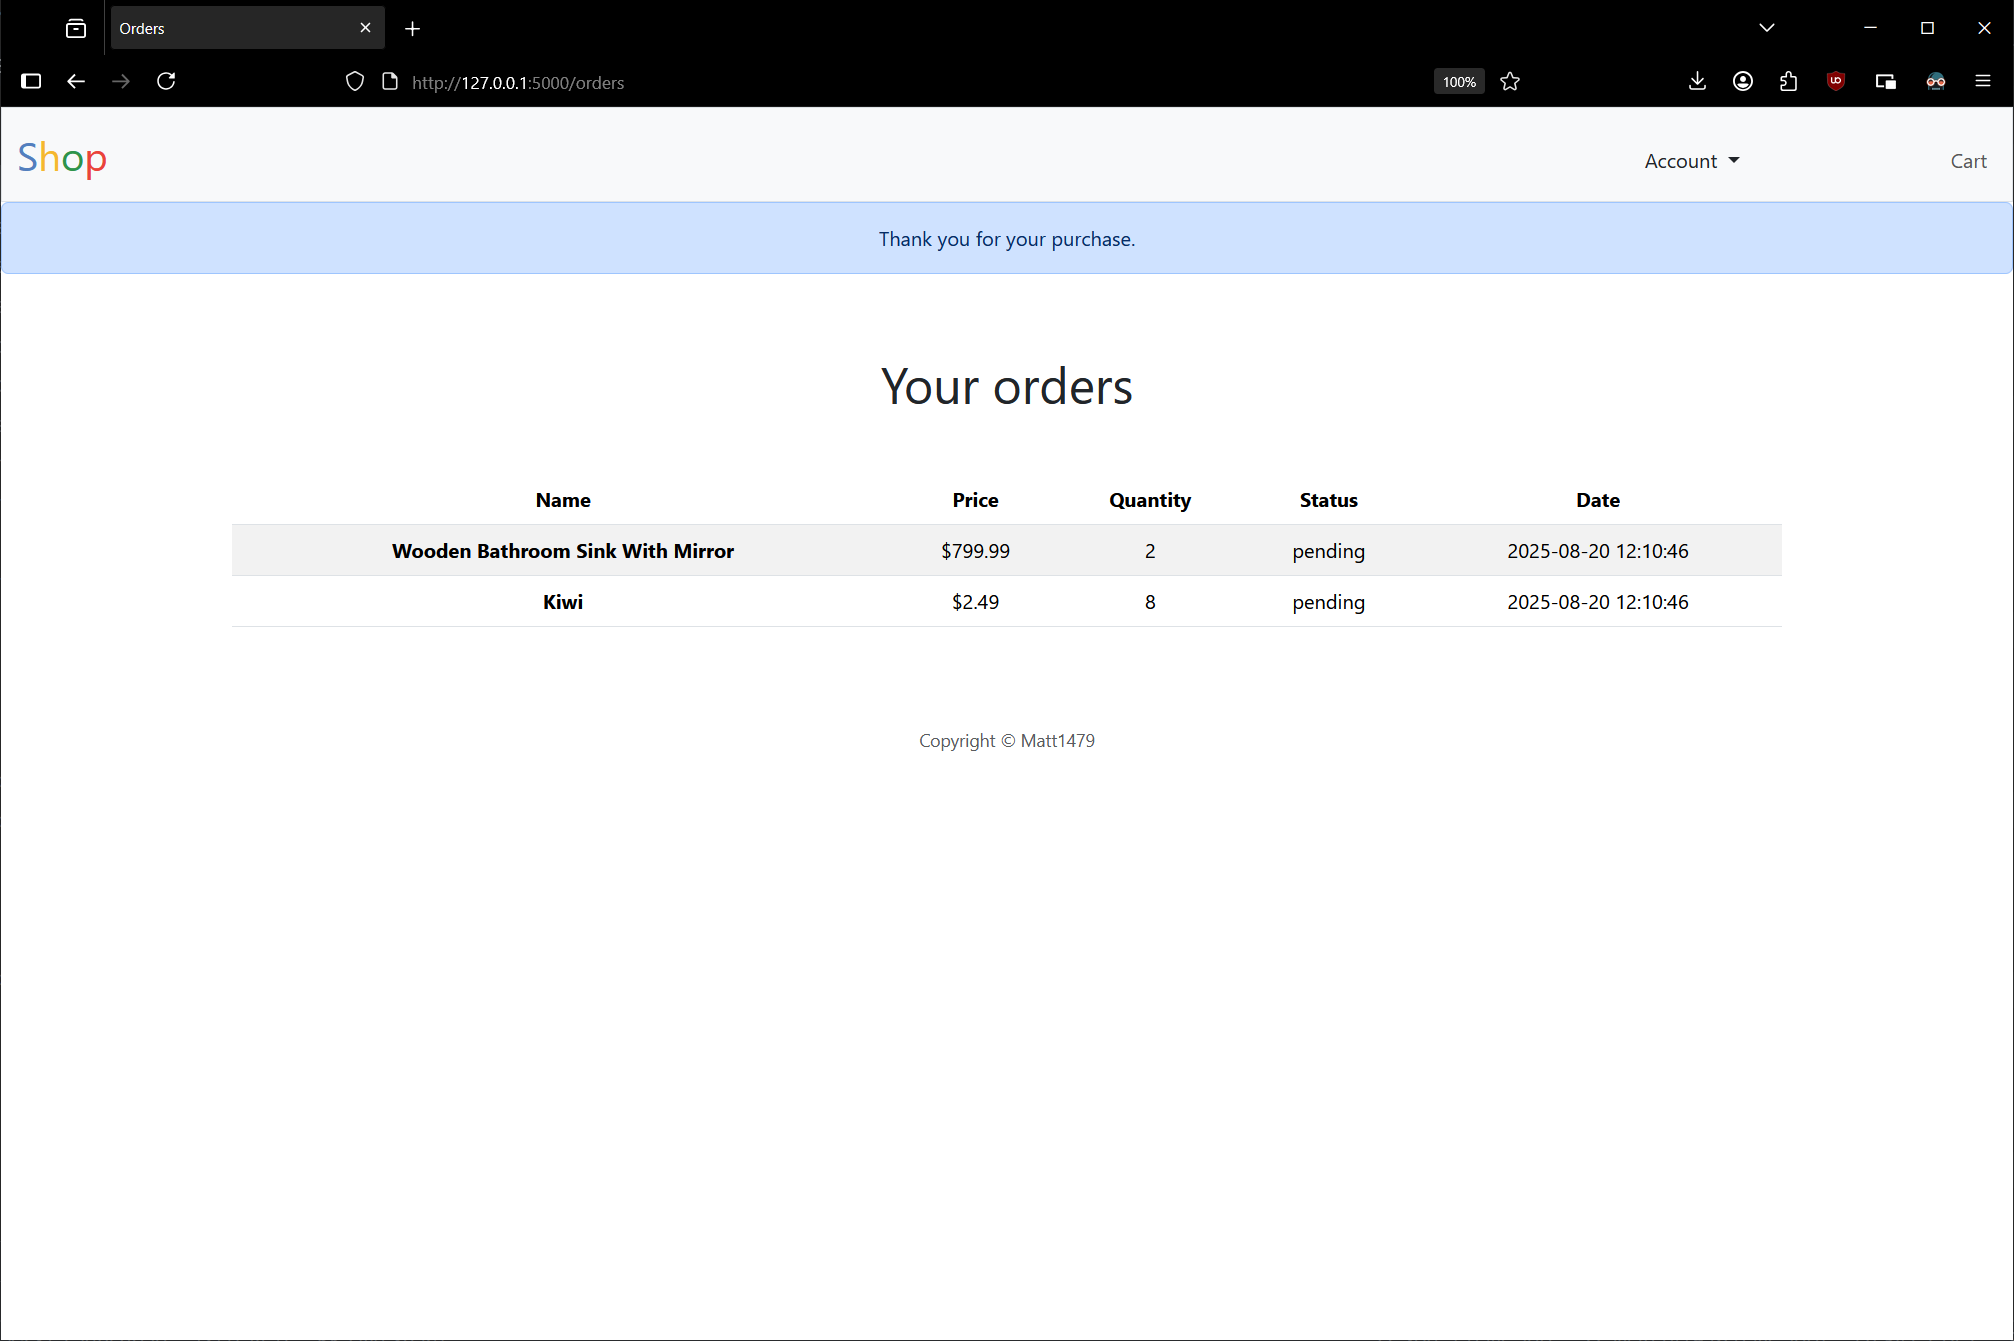 Orders
http://127.0.0.1:5000/orders 100%
Shop Account Cart
Thank you for your purchase.
Your orders
Name Price Quantity Status Date
Wooden Bathroom Sink With Mirror $799.99 2 pending 2025-08-20 12:10:46
Kiwi $2.49 8 pending 2025-08-20 12:10:46
Copyright © Matt1479